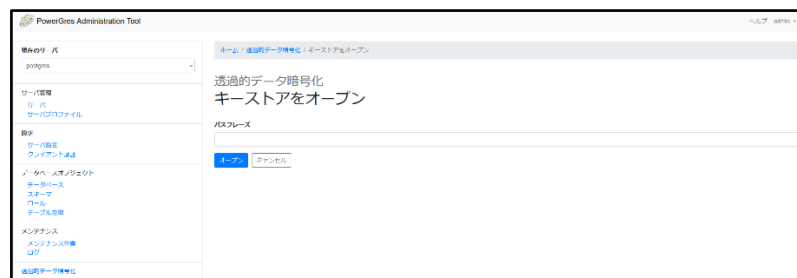 PowerGres Administration Tool
ヘルプ admin
現在のサーバ
postgres
サーバ管理
サーバ
サーバプロファイル
設定
サーバ設定
クライアント認証
データベースオブジェクト
データベース
スキーマ
ロール
テーブル空間
メンテナンス
メンテナンス作業
ログ
透過的データ暗号化
ホーム / 透過的データ暗号化 / キーストアをオープン
透過的データ暗号化
キーストアをオープン
パスフレーズ
オープン キャンセル